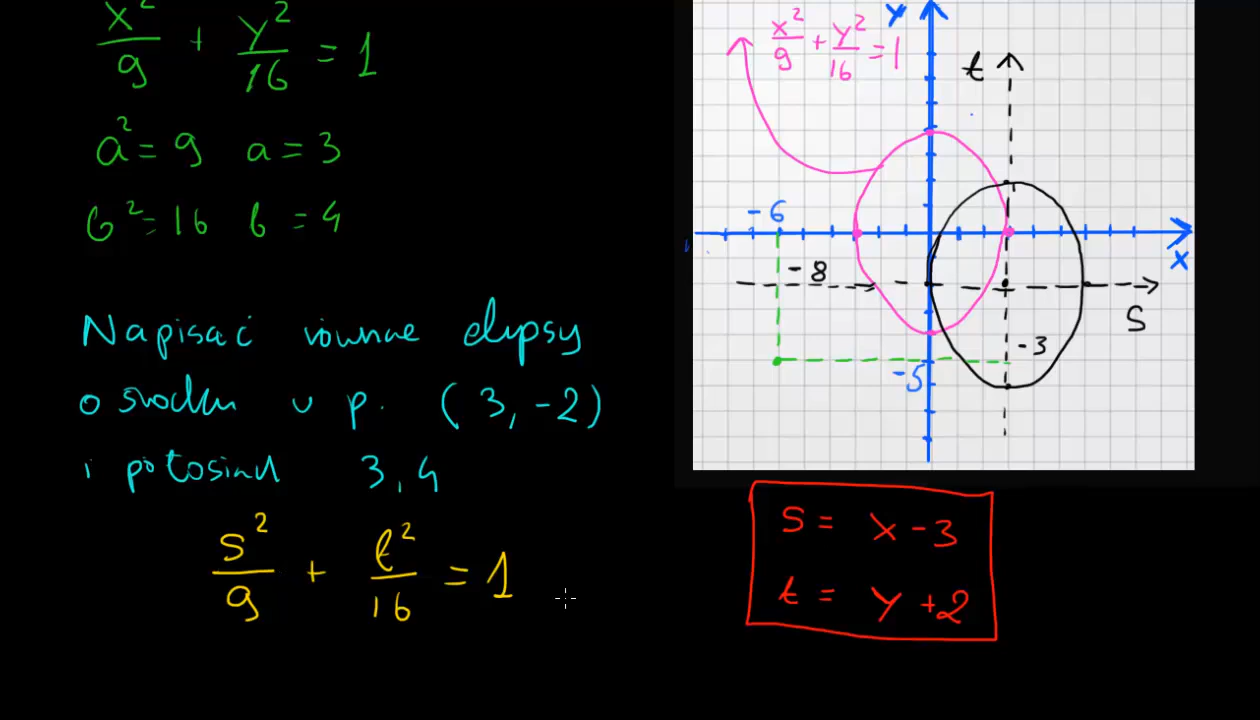 x²/9 + y²/16 = 1
a² = 9 a = 3
b² = 16 b = 4
Napisać równanie elipsy
o środku w p. (3, -2)
i półosiach 3, 4
s²/9 + t²/16 = 1
y
x²/9 + y²/16 = 1
t
-6
x
-8
s
-3
-5
s = x - 3
t = y + 2